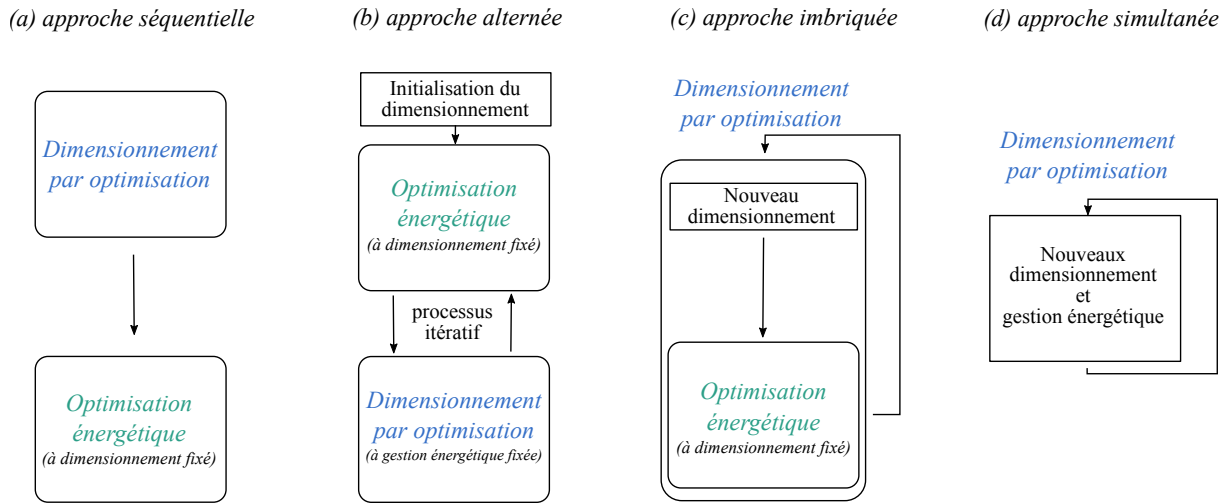 (a) approche séquentielle
Dimensionnement
par optimisation
Optimisation
énergétique
(à dimensionnement fixé)
(b) approche alternée
Initialisation du
dimensionnement
Optimisation
énergétique
(à dimensionnement fixé)
processus
itératif
Dimensionnement
par optimisation
(à gestion énergétique fixée)
(c) approche imbriquée
Dimensionnement
par optimisation
Nouveau
dimensionnement
Optimisation
énergétique
(à dimensionnement fixé)
(d) approche simultanée
Dimensionnement
par optimisation
Nouveaux
dimensionnement
et
gestion énergétique